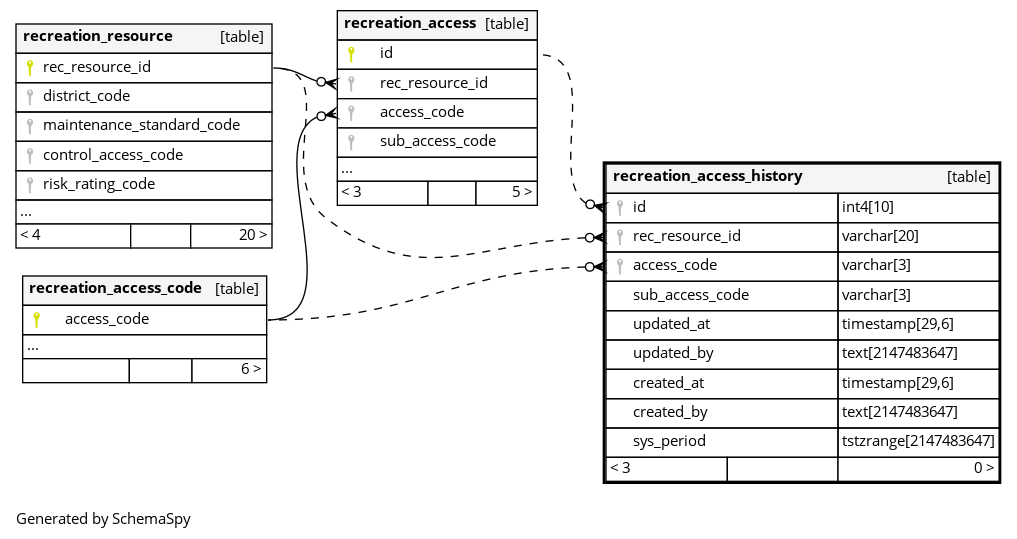 recreation_resource [table]
rec_resource_id
district_code
maintenance_standard_code
control_access_code
risk_rating_code
...
< 4 20 >
recreation_access [table]
id
rec_resource_id
access_code
sub_access_code
...
< 3 5 >
recreation_access_code [table]
access_code
...
6 >
recreation_access_history [table]
id int4[10]
rec_resource_id varchar[20]
access_code varchar[3]
sub_access_code varchar[3]
updated_at timestamp[29,6]
updated_by text[2147483647]
created_at timestamp[29,6]
created_by text[2147483647]
sys_period tstzrange[2147483647]
< 3 0 >
Generated by SchemaSpy